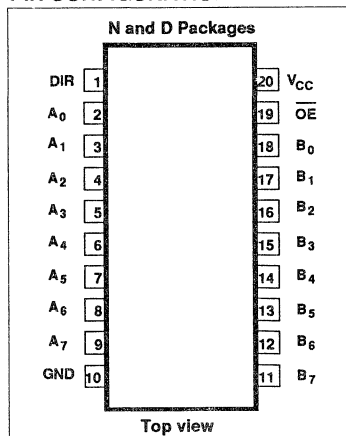 N and D Packages
DIR 1 20 VCC
A0 2 19 OE
A1 3 18 B0
A2 4 17 B1
A3 5 16 B2
A4 6 15 B3
A5 7 14 B4
A6 8 13 B5
A7 9 12 B6
GND 10 11 B7
Top view